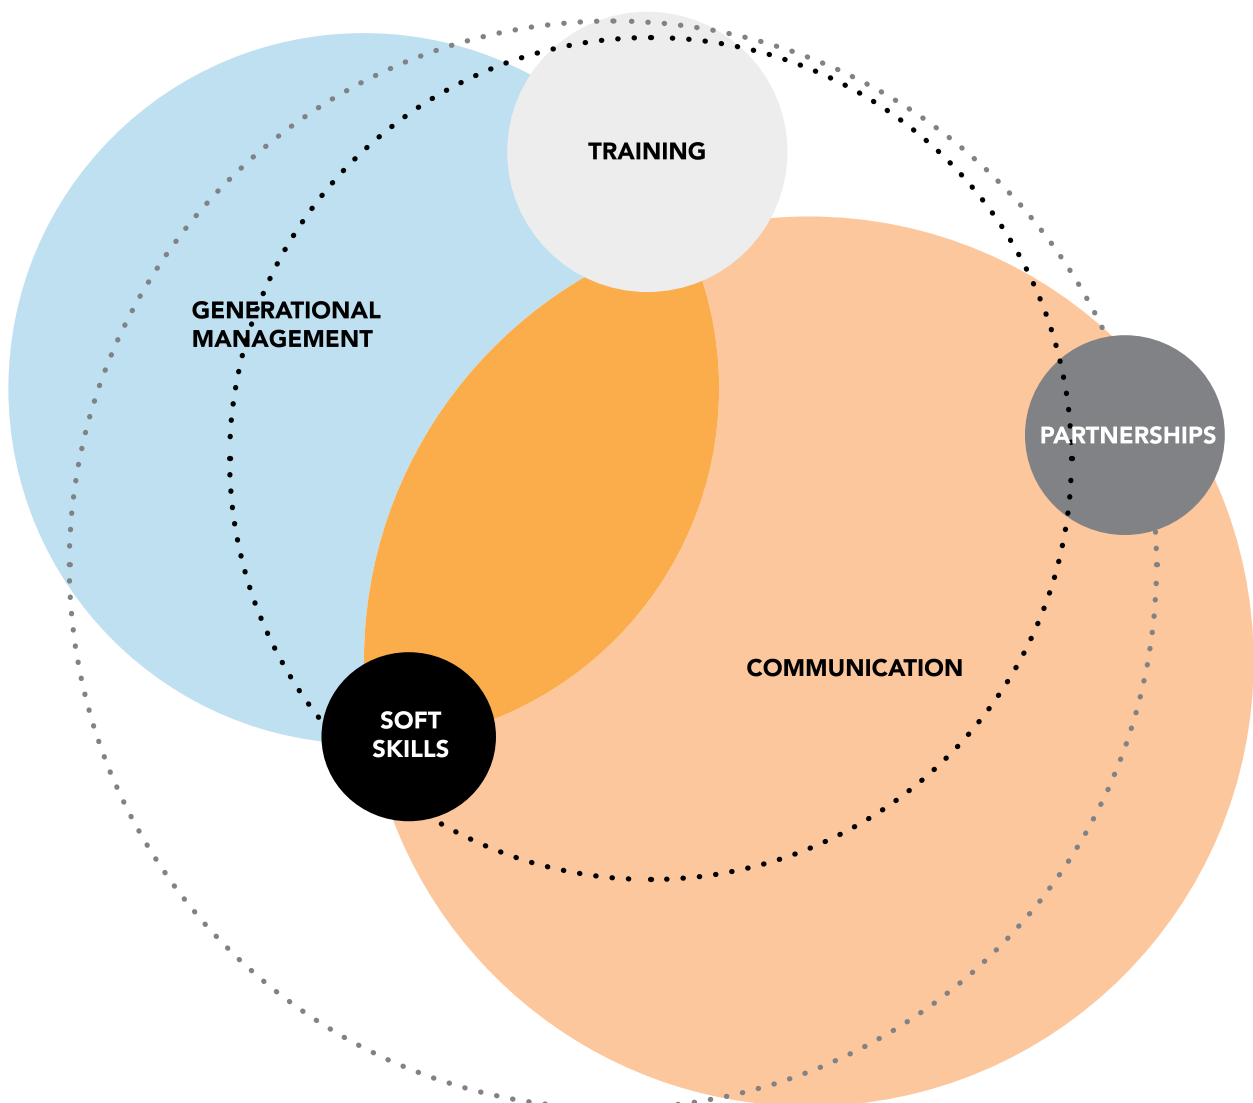 TRAINING
GENERATIONAL
MANAGEMENT
PARTNERSHIPS
COMMUNICATION
SOFT
SKILLS